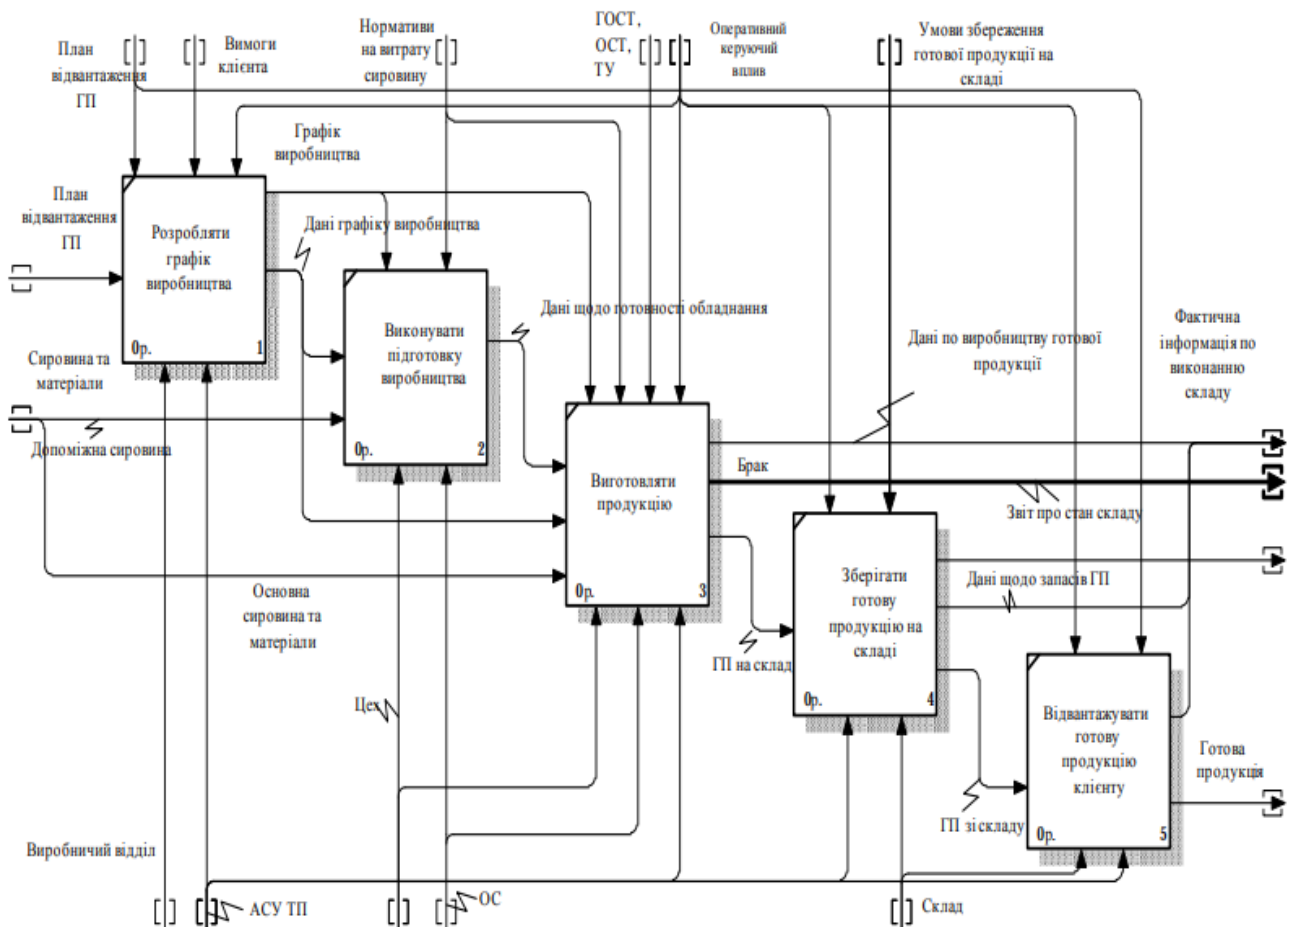 План
відвантаження
ГП
Вимоги
клієнта
Нормативи
на витрату
сировину
ГОСТ,
ОСТ,
ТУ
Оперативний
керуючий
вплив
Умови збереження
готової продукції на
складі
Графік
виробництва
План
відвантаження
ГП
Розробляти
графік
виробництва
0р.
1
Дані графіку виробництва
Виконувати
підготовку
виробництва
0р.
2
Дані щодо готовності обладнання
Дані по виробництву готової
продукції
Фактична
інформація по
виконанню
складу
Сировина та
матеріали
Допоміжна сировина
Виготовляти
продукцію
0р.
3
Брак
Звіт про стан складу
Основна
сировина та
матеріали
Зберігати
готову
продукцію на
складі
0р.
4
Дані щодо запасів ГП
ГП на склад
Цех
Відвантажувати
готову
продукцію
клієнту
0р.
5
Готова
продукція
ГП зі складу
Виробничий відділ
АСУ ТП
ОС
Склад